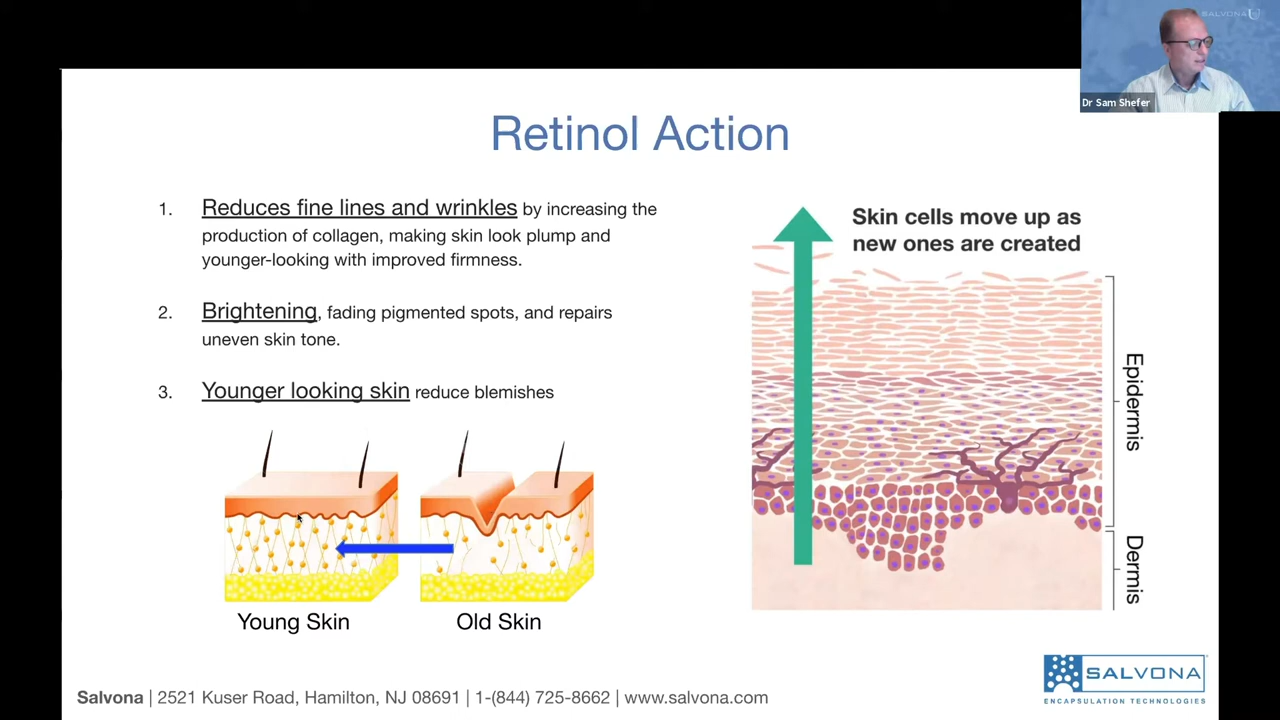 SALVONA U
Dr Sam Shefer
Retinol Action
1. Reduces fine lines and wrinkles by increasing the
production of collagen, making skin look plump and
younger-looking with improved firmness.
2. Brightening, fading pigmented spots, and repairs
uneven skin tone.
3. Younger looking skin reduce blemishes
Young Skin
Old Skin
Skin cells move up as
new ones are created
Epidermis
Dermis
Salvona | 2521 Kuser Road, Hamilton, NJ 08691 | 1-(844) 725-8662 | www.salvona.com
SALVONA
ENCAPSULATION TECHNOLOGIES